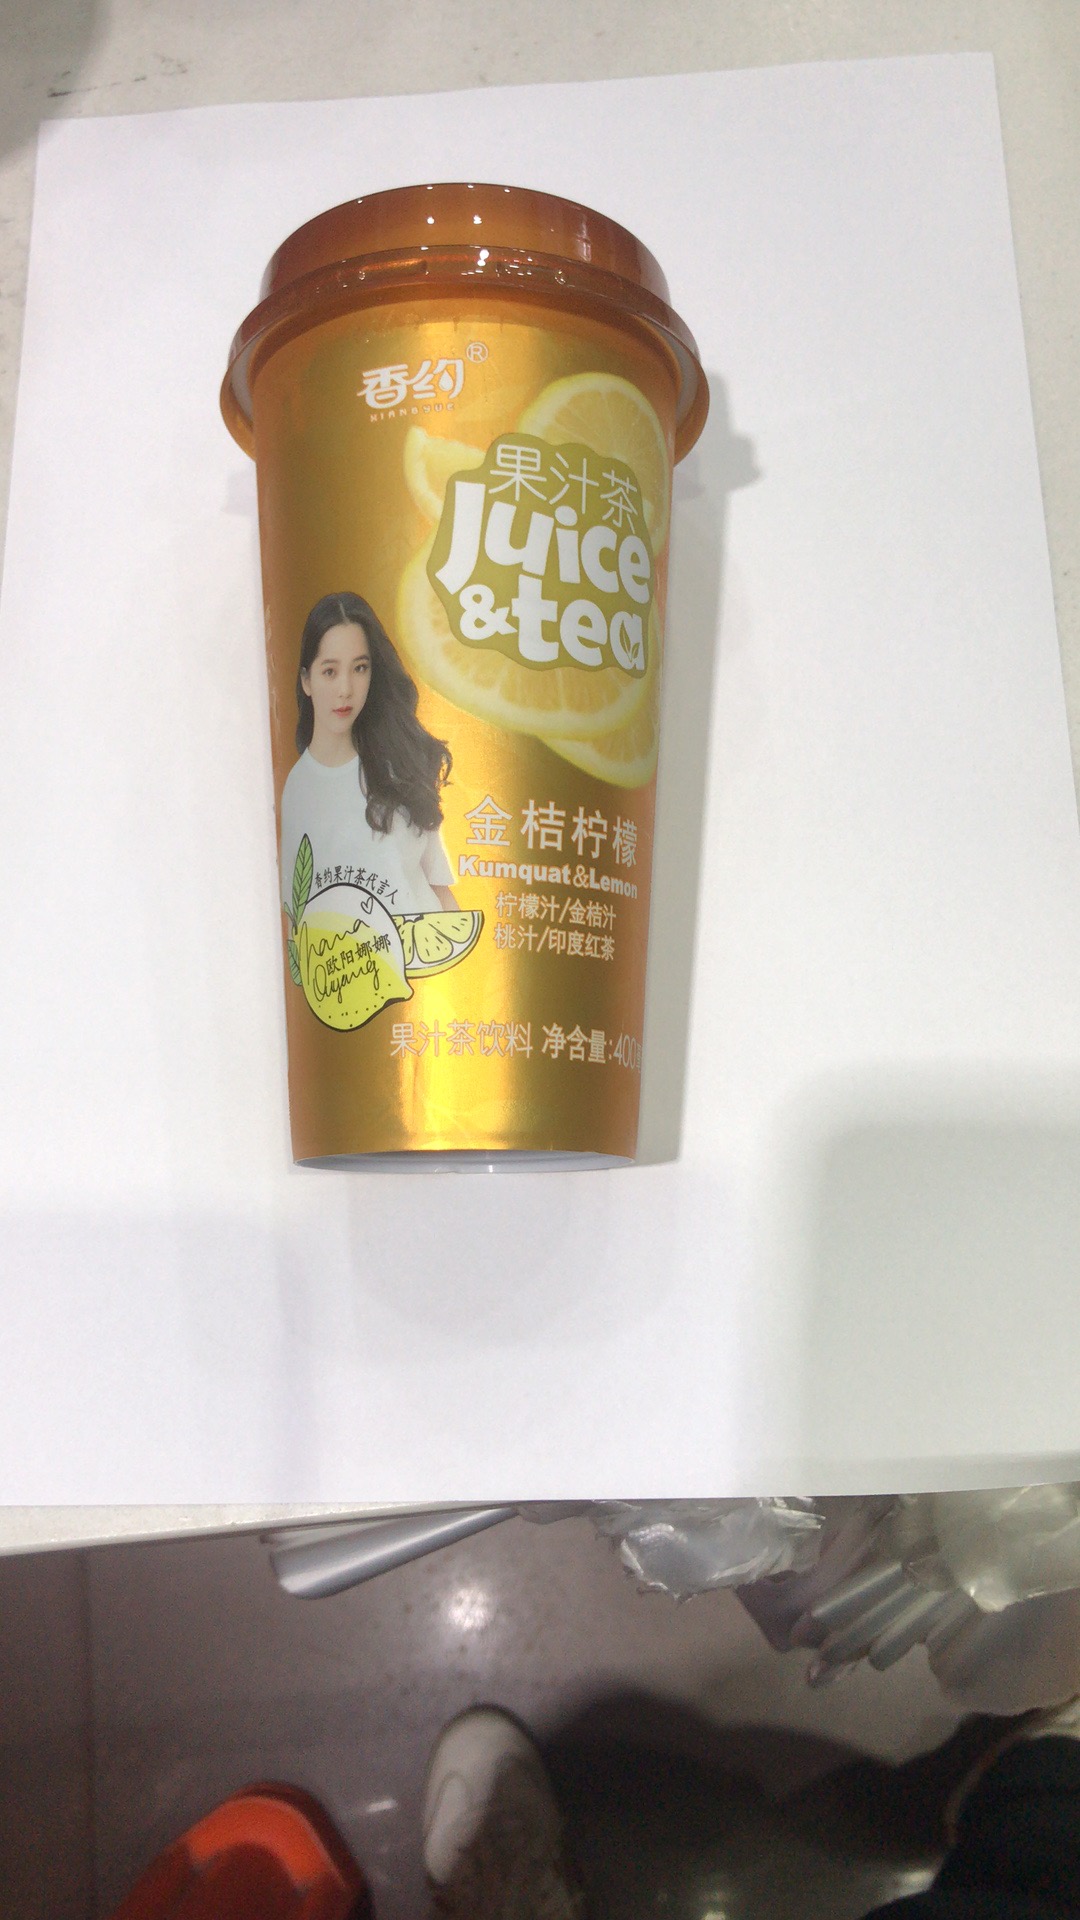 香约®
XIANGYUE
果汁茶
Juice
&tea
金桔柠檬
Kumquat&Lemon
柠檬汁/金桔汁
桃汁/印度红茶
香约果汁茶代言人
nana
欧阳娜娜
Ouyang
果汁茶饮料 净含量:400